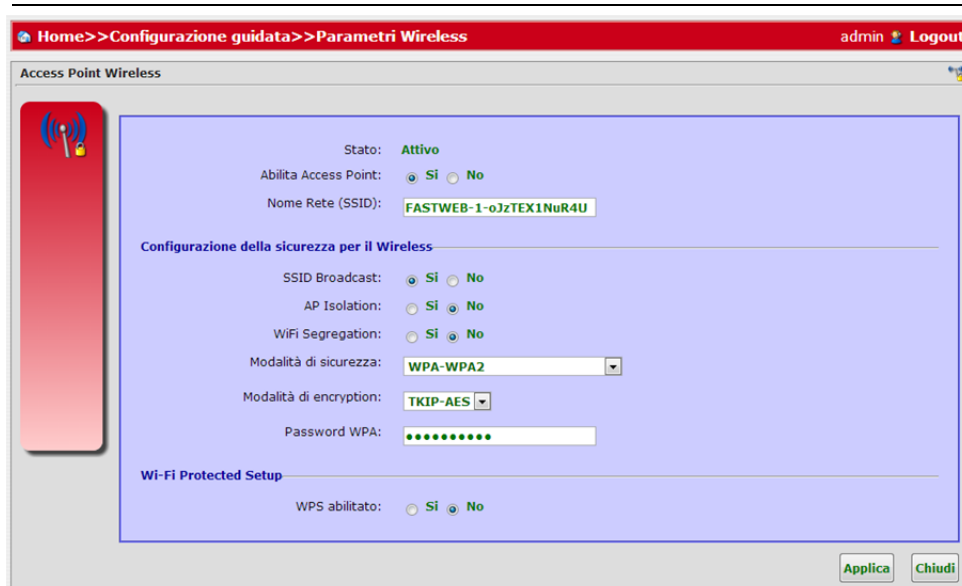 Home>>Configurazione guidata>>Parametri Wireless admin Logout
Access Point Wireless
Stato: Attivo
Abilita Access Point: Si No
Nome Rete (SSID): FASTWEB-1-oJzTEX1NuR4U
Configurazione della sicurezza per il Wireless
SSID Broadcast: Si No
AP Isolation: Si No
WiFi Segregation: Si No
Modalità di sicurezza: WPA-WPA2
Modalità di encryption: TKIP-AES
Password WPA: ••••••••••
Wi-Fi Protected Setup
WPS abilitato: Si No
Applica Chiudi